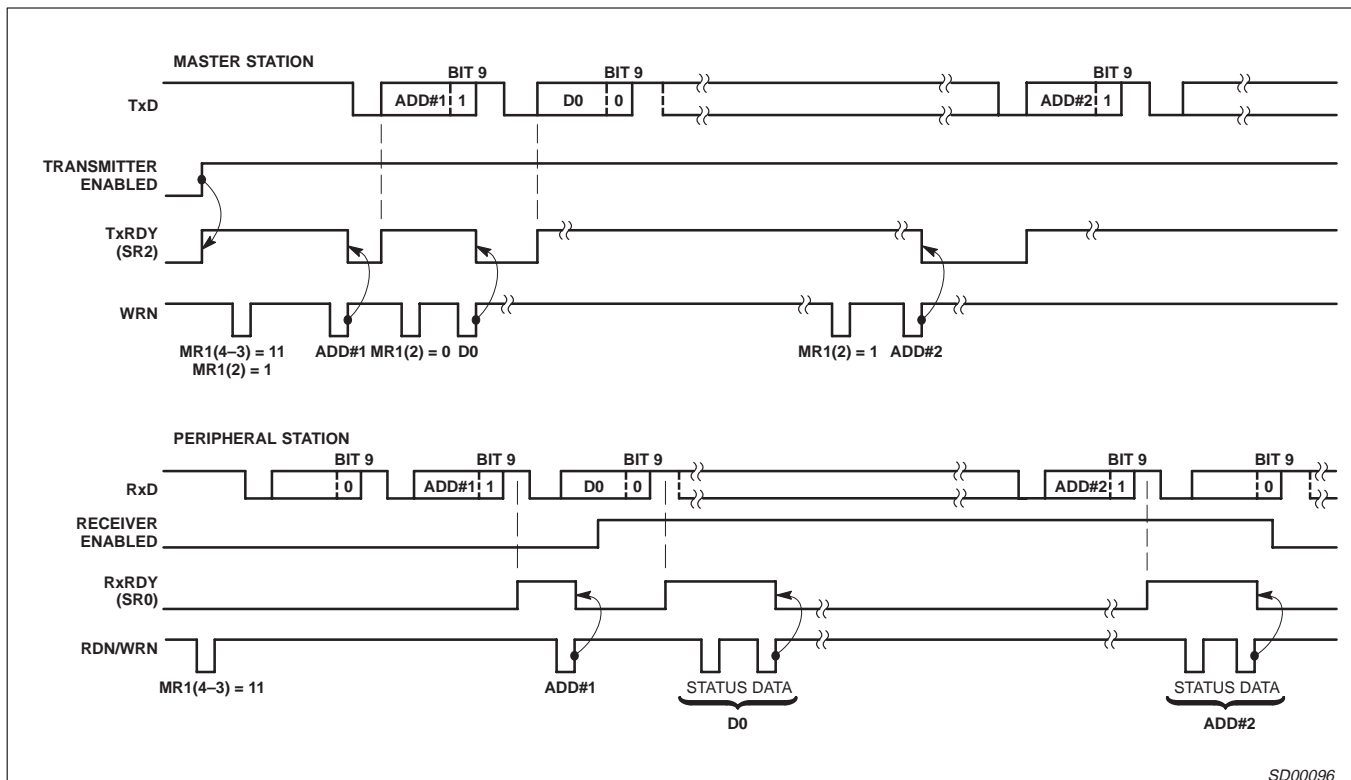 MASTER STATION
BIT 9 BIT 9 BIT 9
TxD ADD#1 1 D0 0 ADD#2 1
TRANSMITTER
ENABLED
TxRDY
(SR2)
WRN
MR1(4–3) = 11 ADD#1 MR1(2) = 0 D0 MR1(2) = 1 ADD#2
MR1(2) = 1
PERIPHERAL STATION
BIT 9 BIT 9 BIT 9 BIT 9 BIT 9
RxD 0 ADD#1 1 D0 0 ADD#2 1 0
RECEIVER
ENABLED
RxRDY
(SR0)
RDN/WRN
MR1(4–3) = 11 ADD#1 STATUS DATA STATUS DATA
D0 ADD#2
SD00096